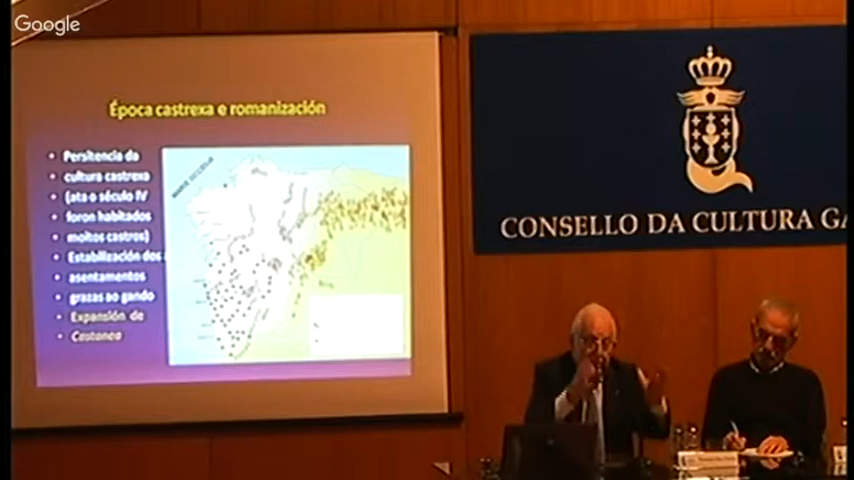 Google
Época castrexa e romanización
• Persitencia da
• cultura castrexa
• (ata o século IV
• foron habitados
• moitos castros)
• Estabilización dos
• asentamentos
• grazas ao gando
• Expansión de
• Castanea
CONSELLO DA CULTURA GA